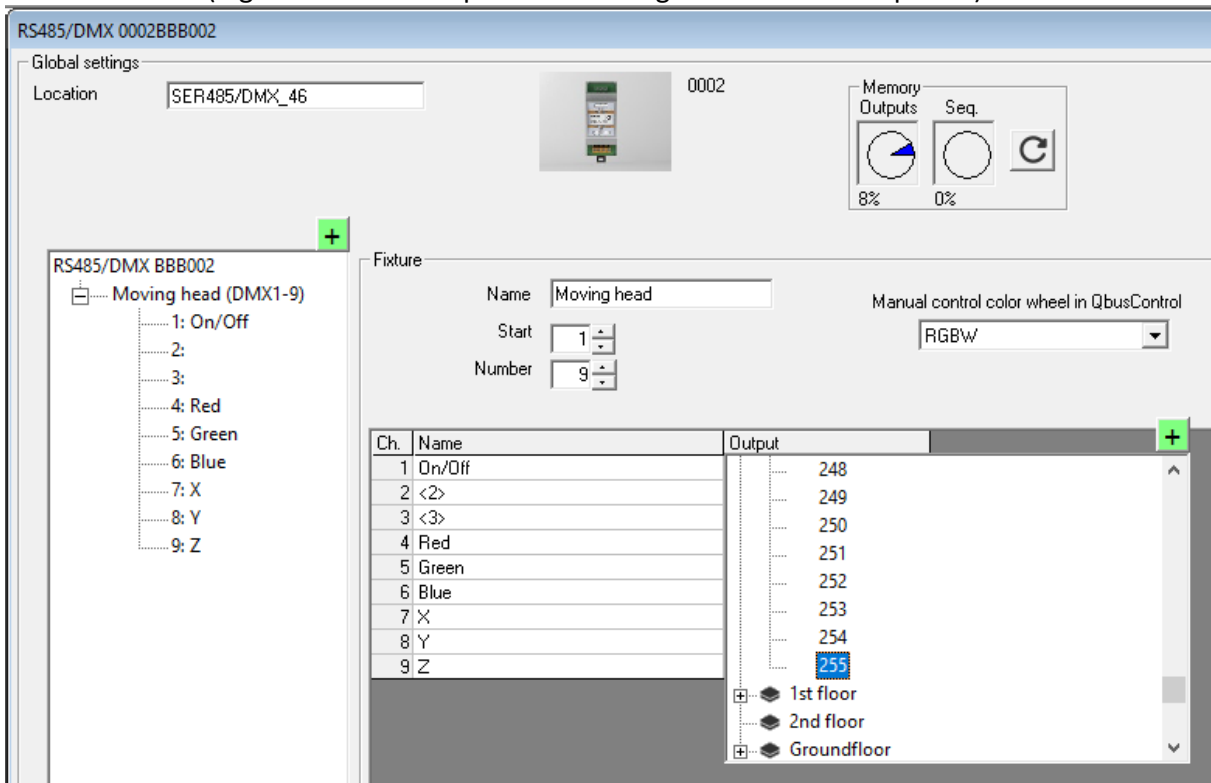 RS485/DMX 0002BBB002
Global settings
Location SER485/DMX_46
0002
Memory
Outputs Seq.
8% 0%
+
RS485/DMX BBB002
Moving head (DMX1-9)
1: On/Off
2:
3:
4: Red
5: Green
6: Blue
7: X
8: Y
9: Z
Fixture
Name Moving head
Manual control color wheel in QbusControl
Start 1
RGBW
Number 9
+
Ch. Name Output
1 On/Off
2 <2>
3 <3>
4 Red
5 Green
6 Blue
7 X
8 Y
9 Z
248
249
250
251
252
253
254
255
1st floor
2nd floor
Groundfloor